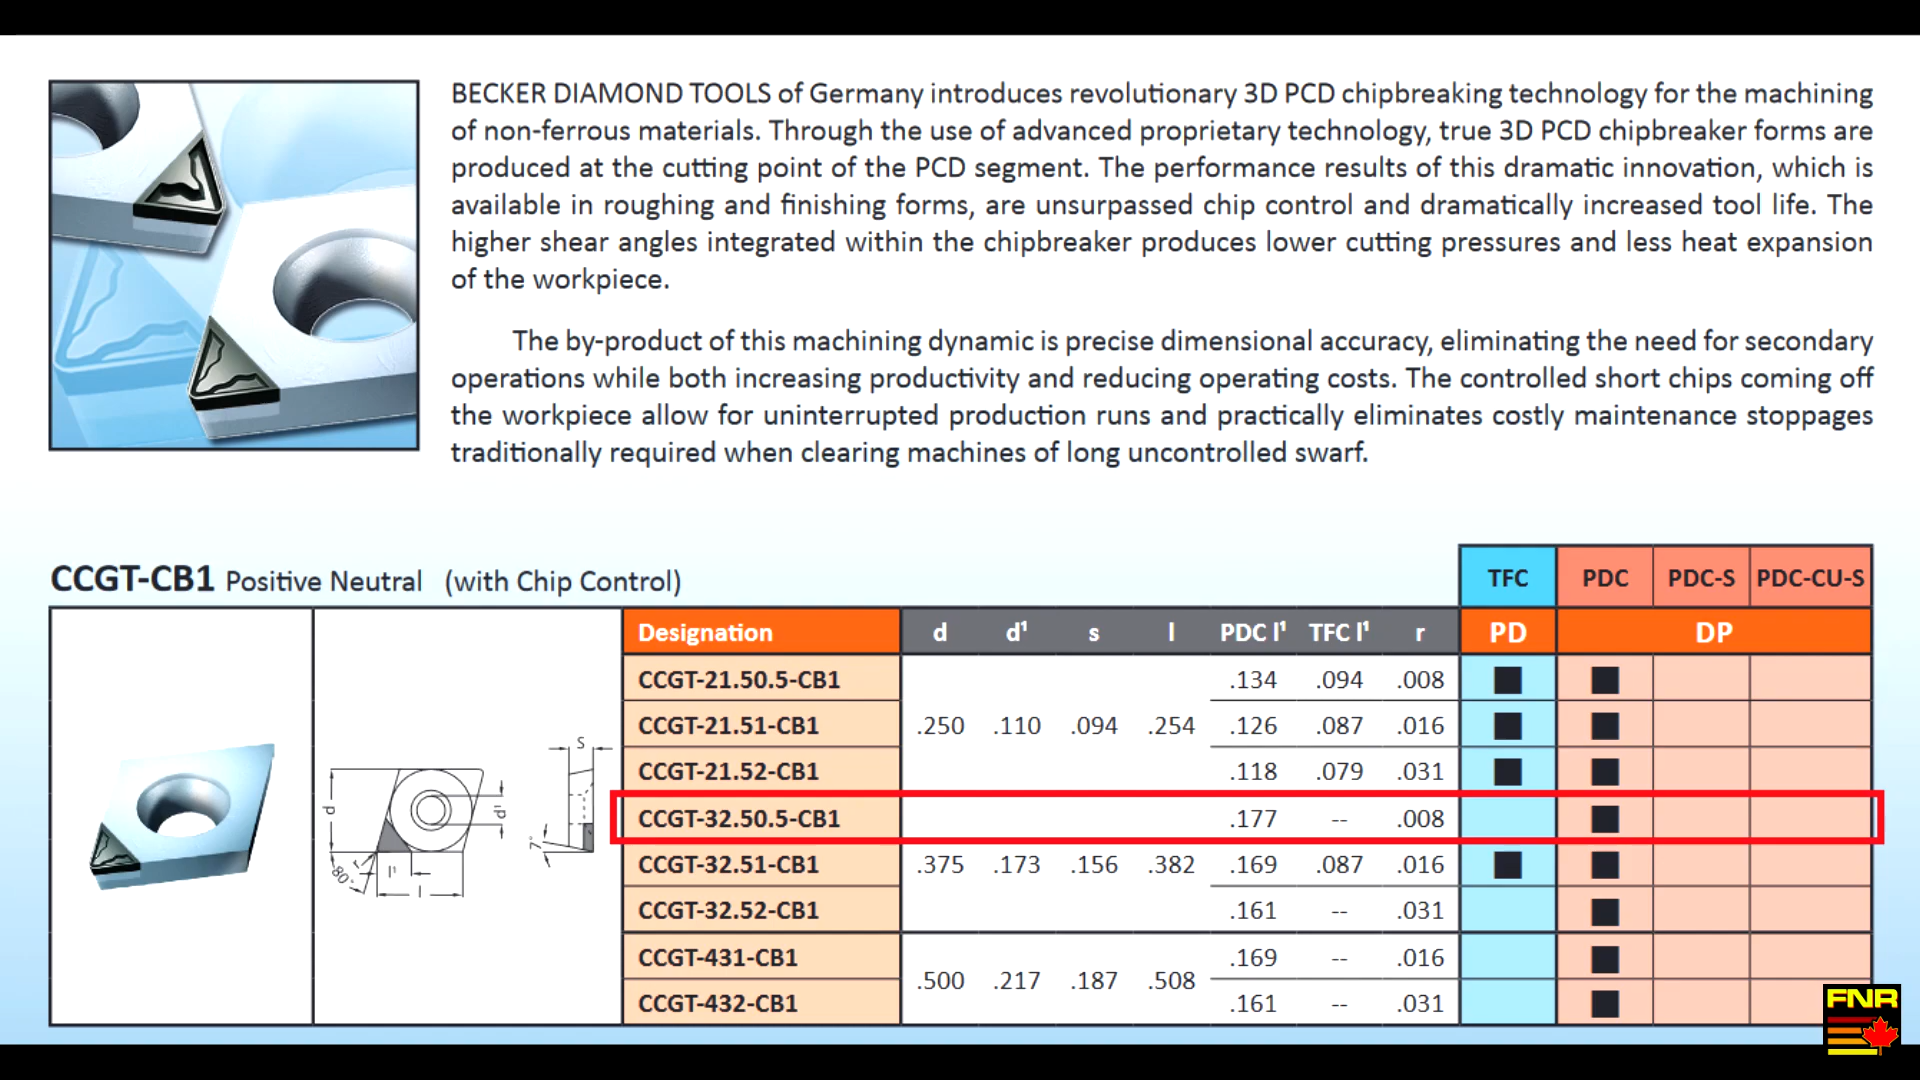 BECKER DIAMOND TOOLS of Germany introduces revolutionary 3D PCD chipbreaking technology for the machining
of non-ferrous materials. Through the use of advanced proprietary technology, true 3D PCD chipbreaker forms are
produced at the cutting point of the PCD segment. The performance results of this dramatic innovation, which is
available in roughing and finishing forms, are unsurpassed chip control and dramatically increased tool life. The
higher shear angles integrated within the chipbreaker produces lower cutting pressures and less heat expansion
of the workpiece.
The by-product of this machining dynamic is precise dimensional accuracy, eliminating the need for secondary
operations while both increasing productivity and reducing operating costs. The controlled short chips coming off
the workpiece allow for uninterrupted production runs and practically eliminates costly maintenance stoppages
traditionally required when clearing machines of long uncontrolled swarf.
CCGT-CB1 Positive Neutral (with Chip Control)
TFC PDC PDC-S PDC-CU-S
Designation d d¹ s l PDC l¹ TFC l¹ r PD DP
CCGT-21.50.5-CB1 .134 .094 .008
CCGT-21.51-CB1 .250 .110 .094 .254 .126 .087 .016
CCGT-21.52-CB1 .118 .079 .031
CCGT-32.50.5-CB1 .177 -- .008
CCGT-32.51-CB1 .375 .173 .156 .382 .169 .087 .016
CCGT-32.52-CB1 .161 -- .031
CCGT-431-CB1 .169 -- .016
.500 .217 .187 .508
CCGT-432-CB1 .161 -- .031
d
d¹
S
7°
80°
r
l¹
l
FNR